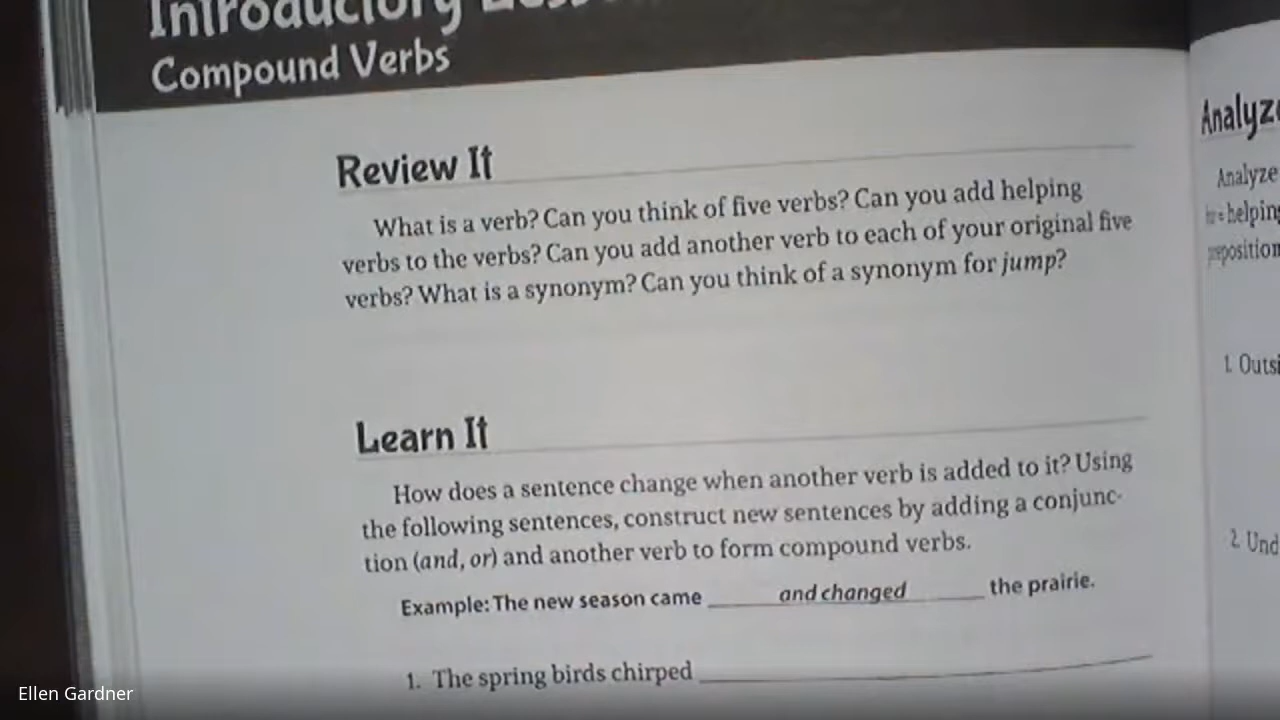 Introductory
Compound Verbs
Review It
What is a verb? Can you think of five verbs? Can you add helping
verbs to the verbs? Can you add another verb to each of your original five
verbs? What is a synonym? Can you think of a synonym for jump?
Learn It
How does a sentence change when another verb is added to it? Using
the following sentences, construct new sentences by adding a conjunc-
tion (and, or) and another verb to form compound verbs.
Example: The new season came and changed the prairie.
1. The spring birds chirped
Analyze
helping
1.
2.
Ellen Gardner